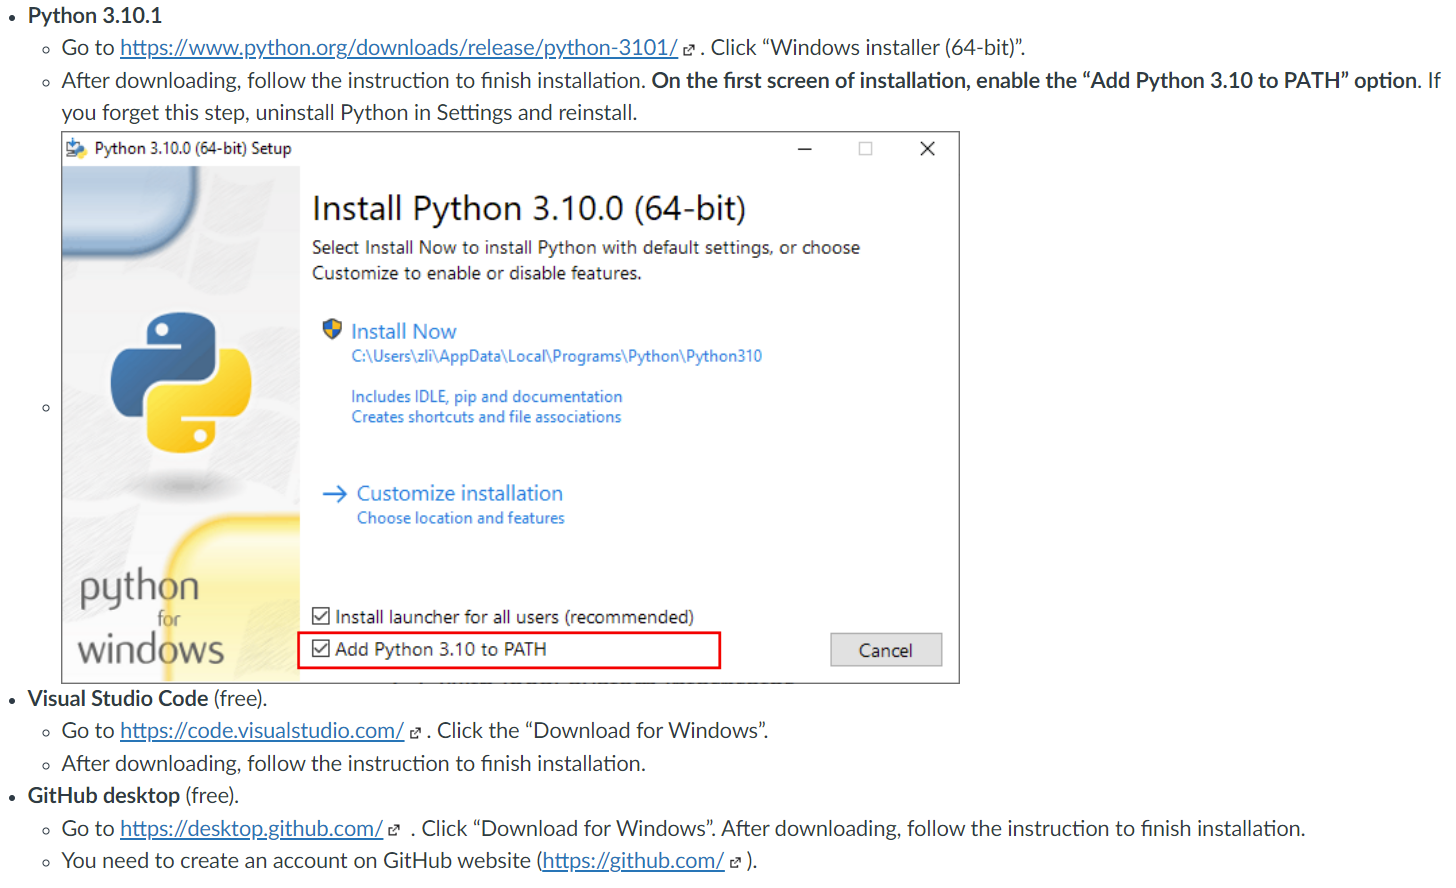 Python 3.10.1
Go to https://www.python.org/downloads/release/python-3101/ . Click “Windows installer (64-bit)”.
After downloading, follow the instruction to finish installation. On the first screen of installation, enable the “Add Python 3.10 to PATH” option. If
you forget this step, uninstall Python in Settings and reinstall.
Python 3.10.0 (64-bit) Setup
Install Python 3.10.0 (64-bit)
Select Install Now to install Python with default settings, or choose
Customize to enable or disable features.
Install Now
C:\Users\zli\AppData\Local\Programs\Python\Python310
Includes IDLE, pip and documentation
Creates shortcuts and file associations
Customize installation
Choose location and features
python
for
windows
Install launcher for all users (recommended)
Add Python 3.10 to PATH
Cancel
Visual Studio Code (free).
Go to https://code.visualstudio.com/ . Click the “Download for Windows”.
After downloading, follow the instruction to finish installation.
GitHub desktop (free).
Go to https://desktop.github.com/ . Click “Download for Windows”. After downloading, follow the instruction to finish installation.
You need to create an account on GitHub website (https://github.com/ ).